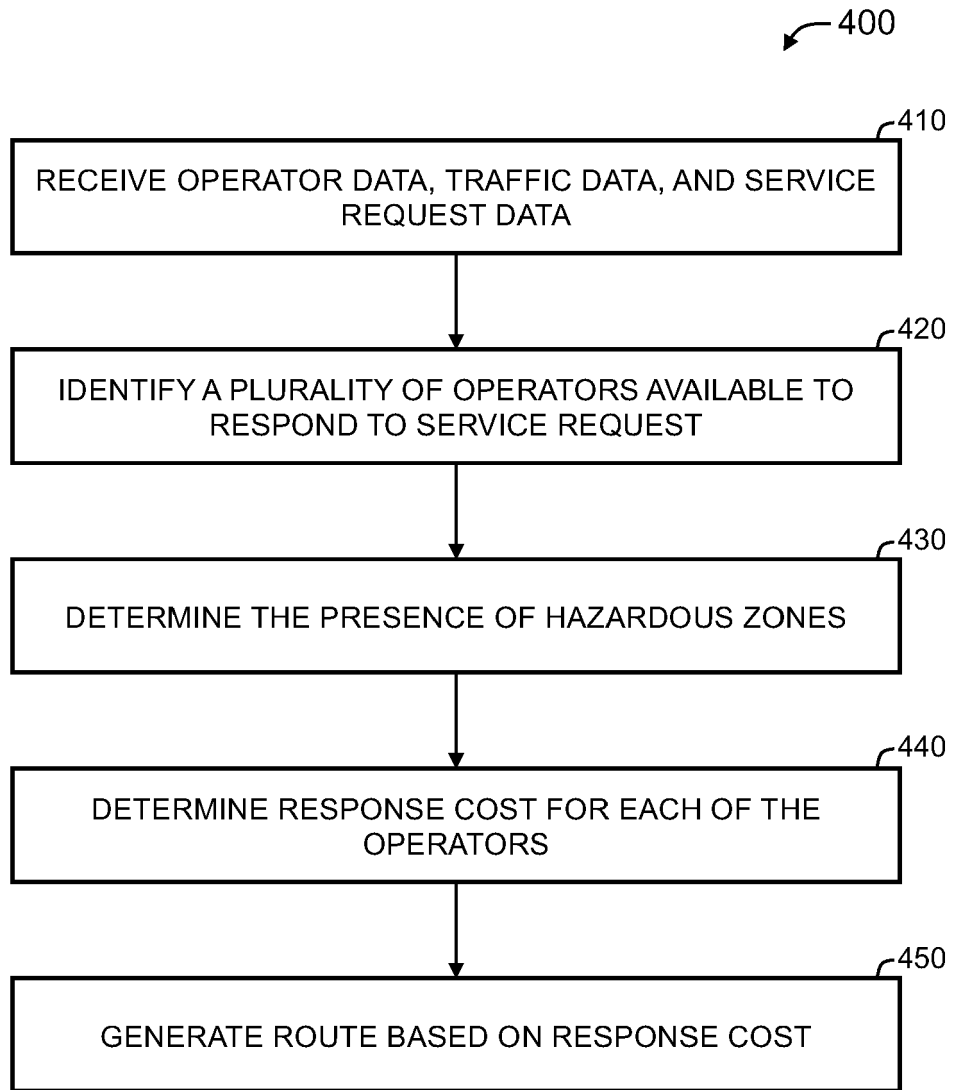 400
410
RECEIVE OPERATOR DATA, TRAFFIC DATA, AND SERVICE
REQUEST DATA
420
IDENTIFY A PLURALITY OF OPERATORS AVAILABLE TO
RESPOND TO SERVICE REQUEST
430
DETERMINE THE PRESENCE OF HAZARDOUS ZONES
440
DETERMINE RESPONSE COST FOR EACH OF THE
OPERATORS
450
GENERATE ROUTE BASED ON RESPONSE COST